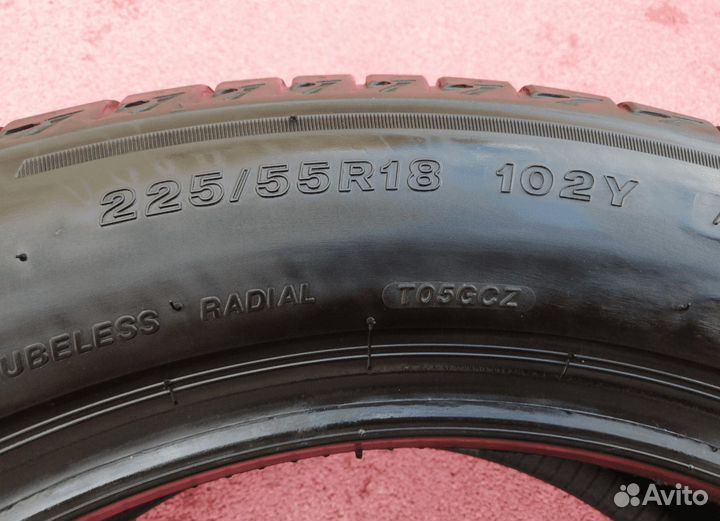 225/55R18 102Y
UBELESS RADIAL T05GCZ
Avito